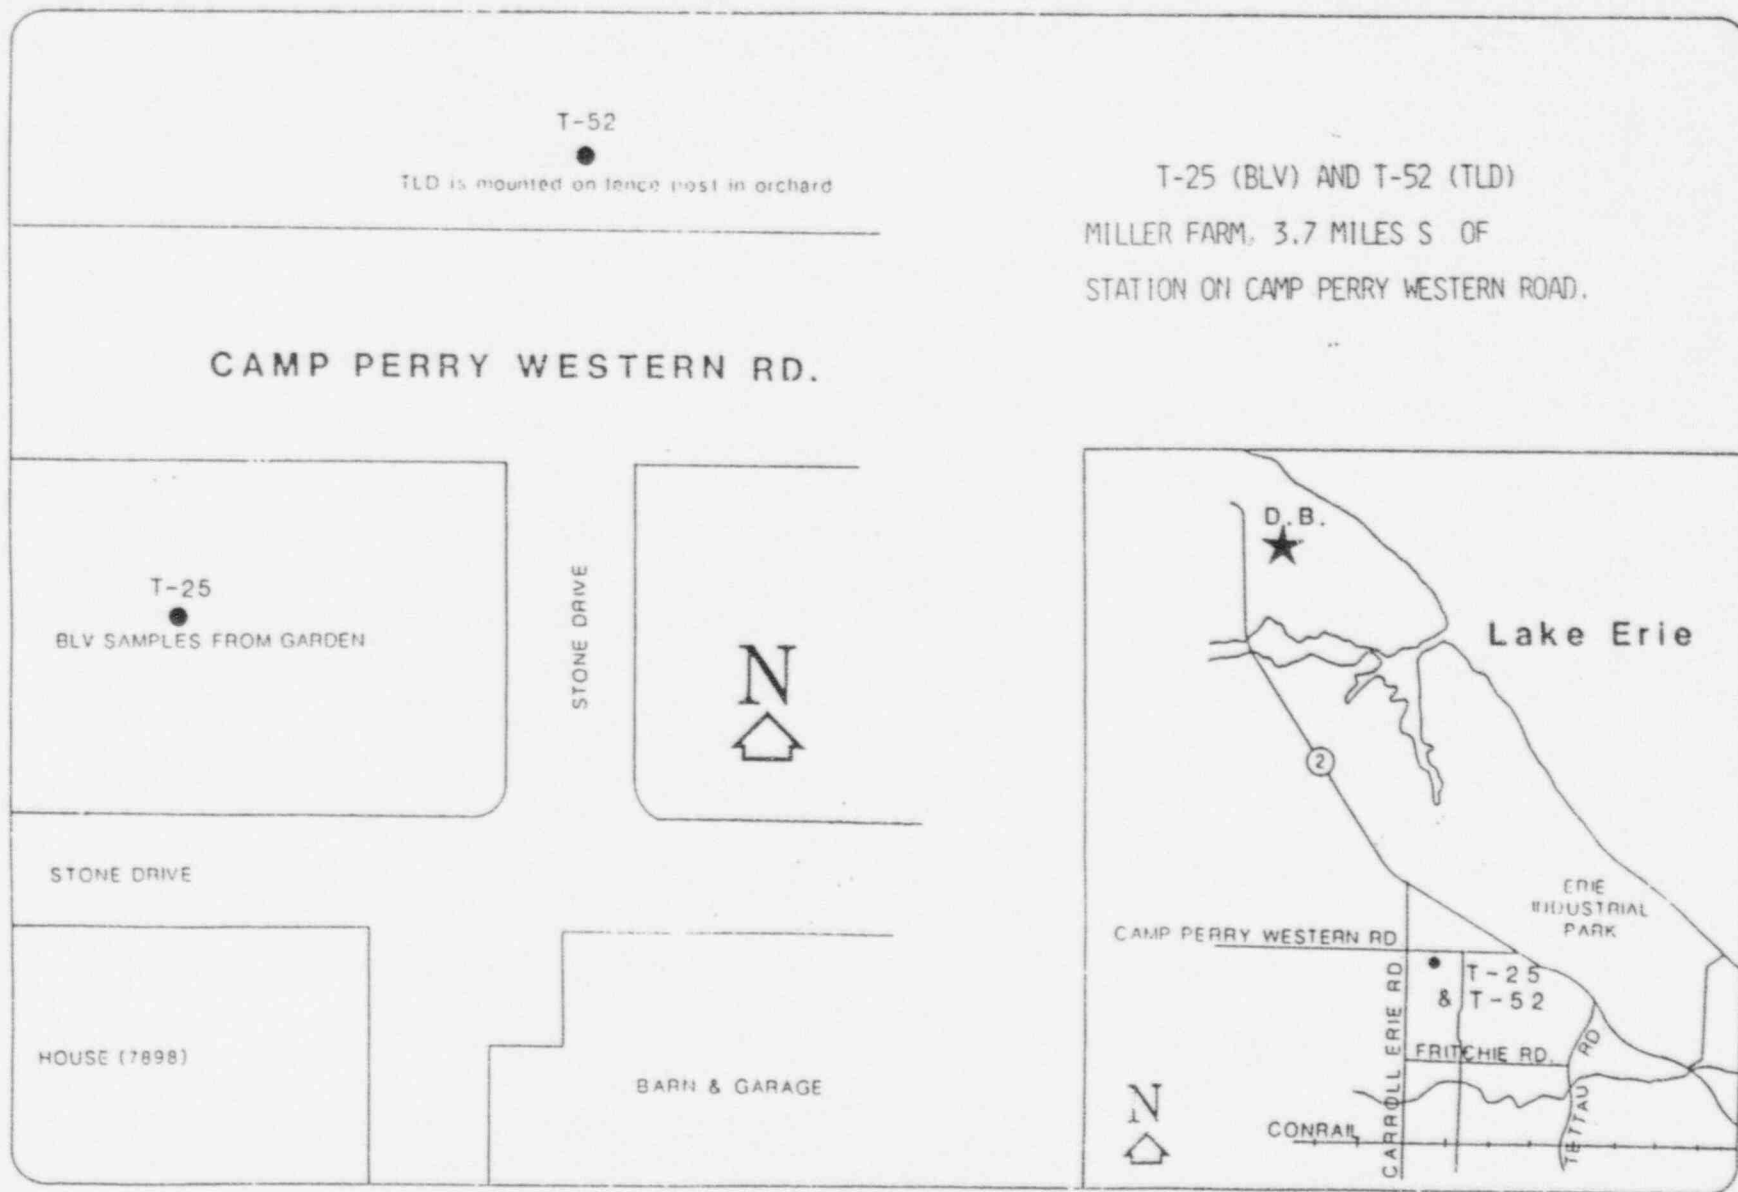 T-52
TLD is mounted on fence post in orchard
T-25 (BLV) AND T-52 (TLD)
MILLER FARM, 3.7 MILES S OF
STATION ON CAMP PERRY WESTERN ROAD.
CAMP PERRY WESTERN RD.
T-25
BLV SAMPLES FROM GARDEN
STONE DRIVE
N
STONE DRIVE
HOUSE (7898)
BARN & GARAGE
D.B.
Lake Erie
2
ERIE
INDUSTRIAL
PARK
CAMP PERRY WESTERN RD
T-25
& T-52
CARROLL ERIE RD
FRITCHIE RD.
TETTAU RD
N
CONRAIL